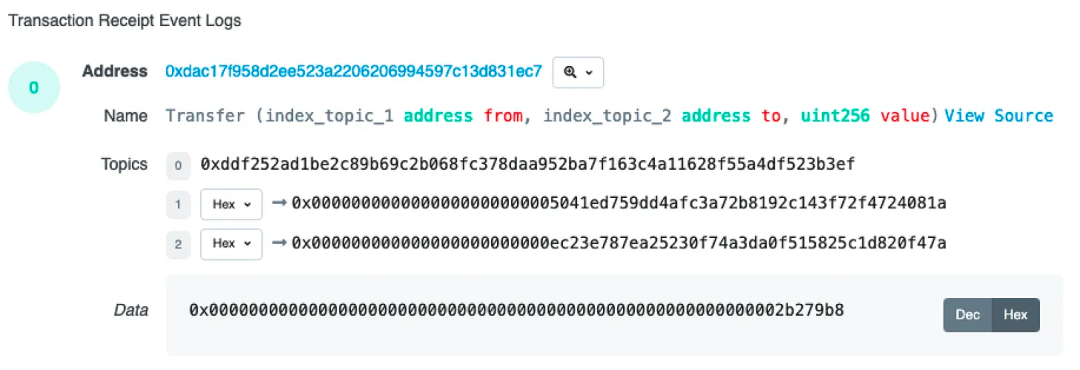 Transaction Receipt Event Logs
0
Address 0xdac17f958d2ee523a2206206994597c13d831ec7
Name Transfer (index_topic_1 address from, index_topic_2 address to, uint256 value) View Source
Topics 0 0xddf252ad1be2c89b69c2b068fc378daa952ba7f163c4a11628f55a4df523b3ef
1 Hex → 0x0000000000000000000000005041ed759dd4afc3a72b8192c143f72f4724081a
2 Hex → 0x000000000000000000000000ec23e787ea25230f74a3da0f515825c1d820f47a
Data 0x0000000000000000000000000000000000000000000000000000000002b279b8 Dec Hex